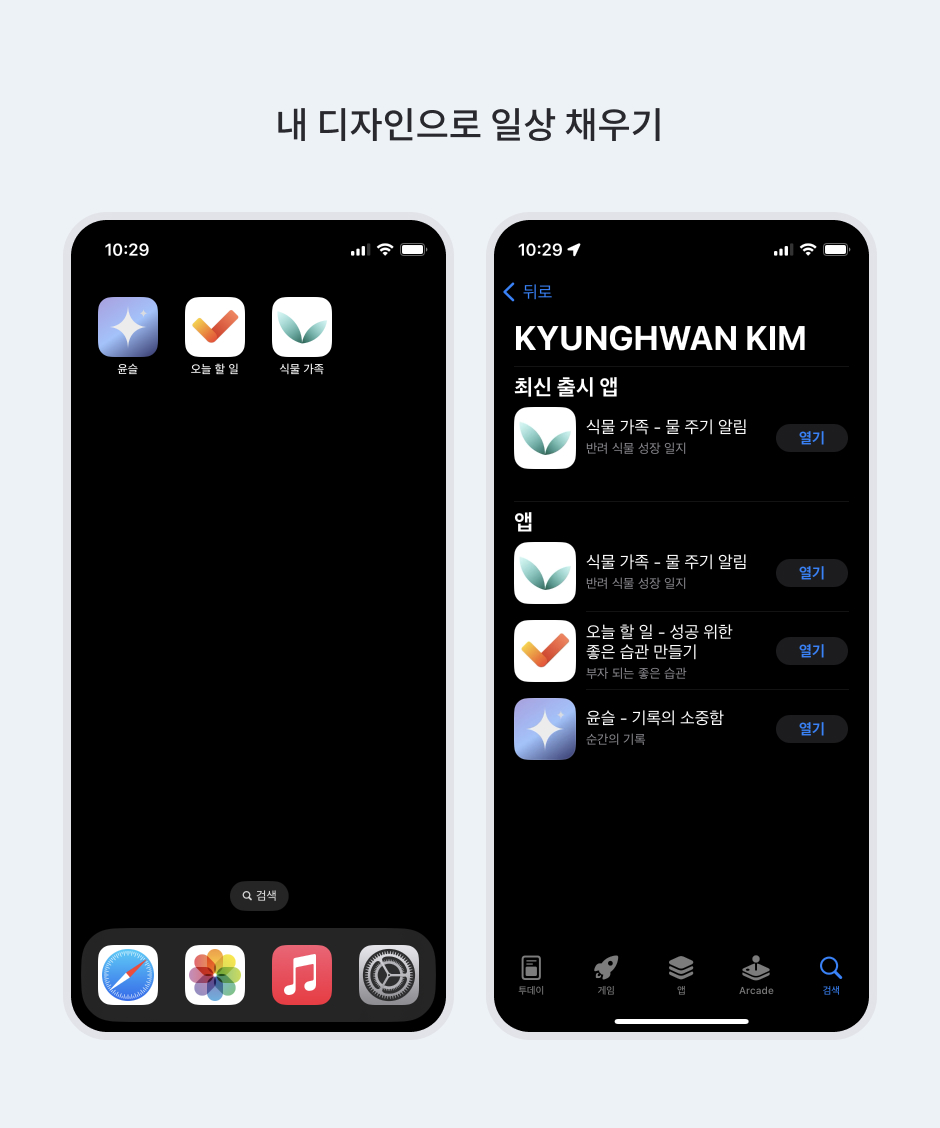 내 디자인으로 일상 채우기
10:29
윤슬
오늘 할 일
식물 가족
검색
10:29
뒤로
KYUNGHWAN KIM
최신 출시 앱
식물 가족 - 물 주기 알림
반려 식물 성장 일지
열기
앱
식물 가족 - 물 주기 알림
반려 식물 성장 일지
열기
오늘 할 일 - 성공 위한
좋은 습관 만들기
부자 되는 좋은 습관
열기
윤슬 - 기록의 소중함
순간의 기록
열기
투데이
게임
앱
Arcade
검색